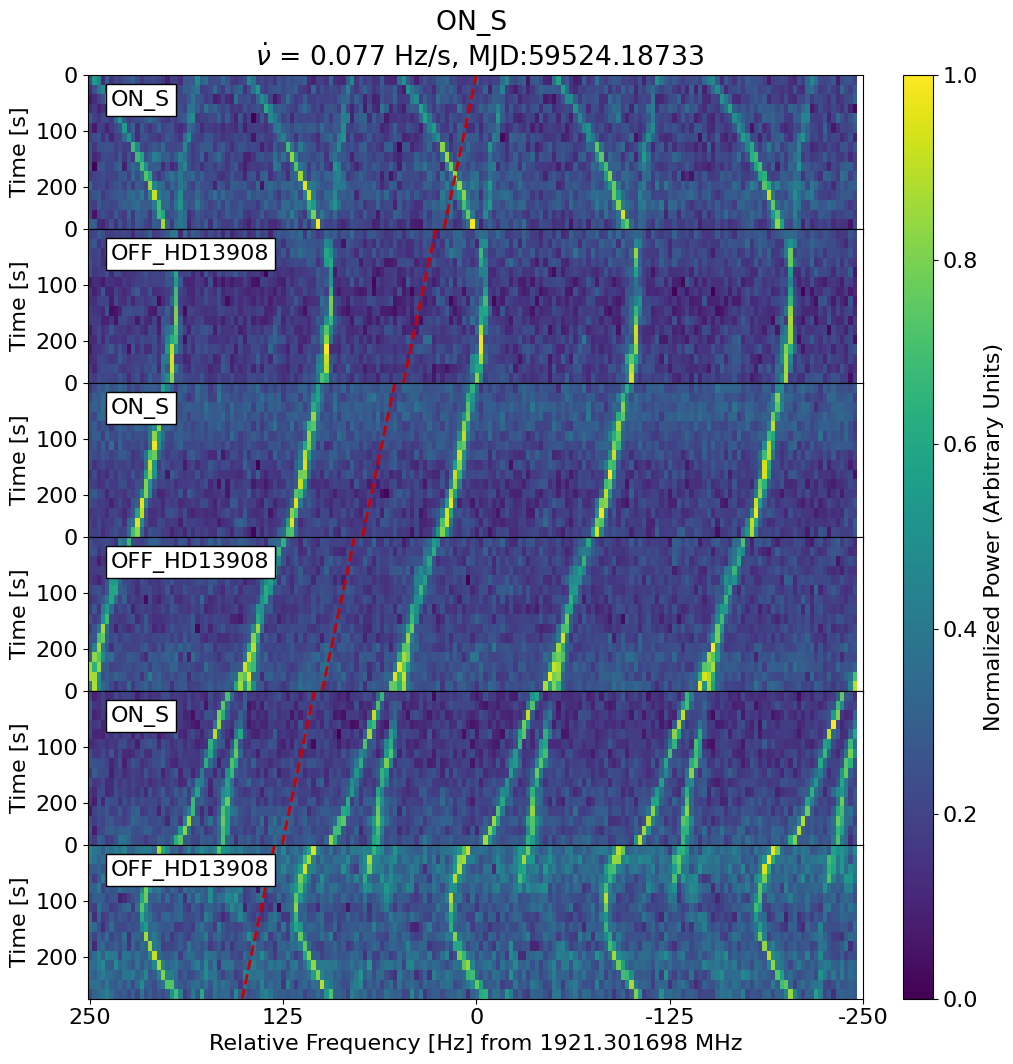 ON_S
ν̇ = 0.077 Hz/s, MJD:59524.18733
0
100
200
Time [s]
ON_S
0
100
200
Time [s]
OFF_HD13908
0
100
200
Time [s]
ON_S
0
100
200
Time [s]
OFF_HD13908
0
100
200
Time [s]
ON_S
0
100
200
Time [s]
OFF_HD13908
250 125 0 -125 -250
Relative Frequency [Hz] from 1921.301698 MHz
1.0
0.8
0.6
0.4
0.2
0.0
Normalized Power (Arbitrary Units)